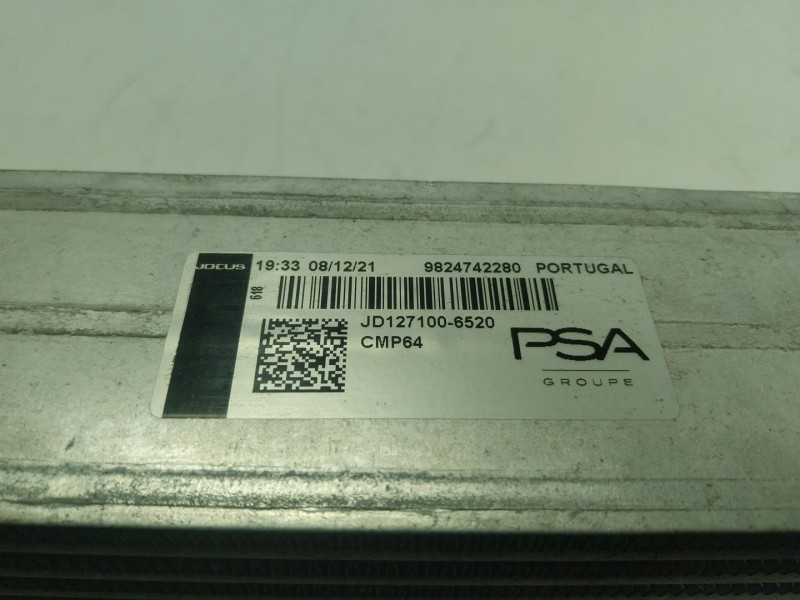 JOCUS 19:33 08/12/21 9824742280 PORTUGAL
618
JD127100-6520
CMP64
PSA
GROUPE